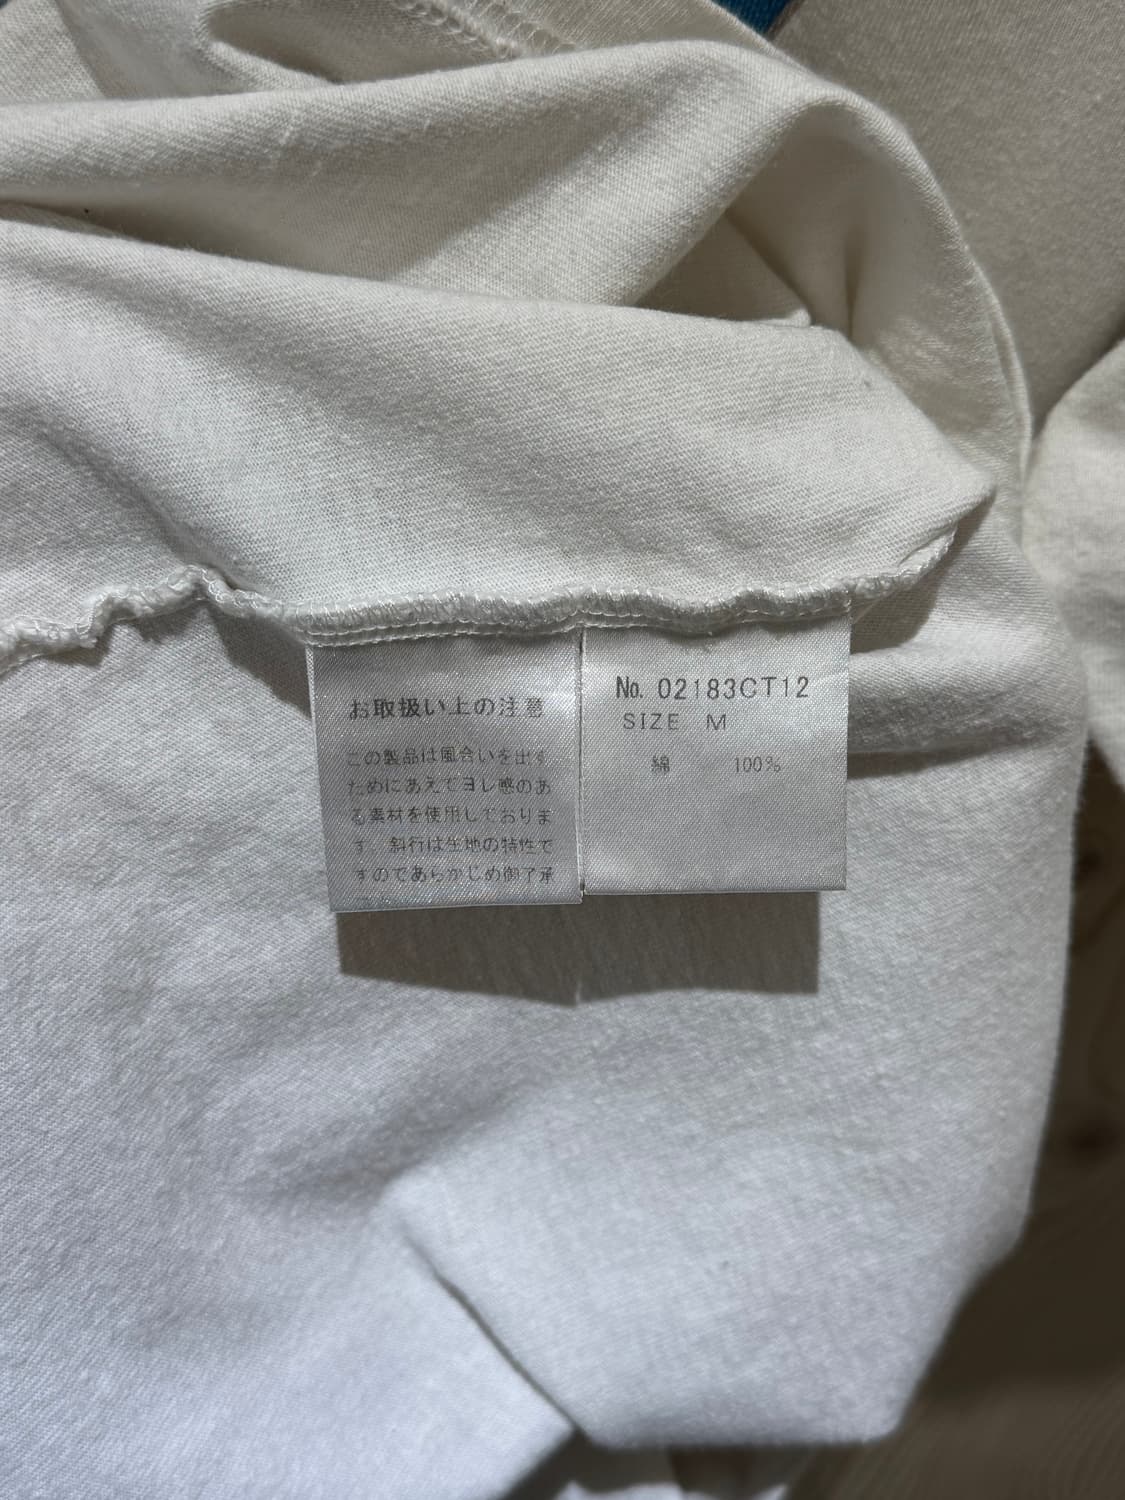 お取扱い上の注意
この製品は風合いを出す
ためにあえてヨレ感のあ
る素材を使用しておりま
す。斜行は生地の特性で
すのであらかじめ御了承
No. 02183CT12
SIZE M
綿 100%